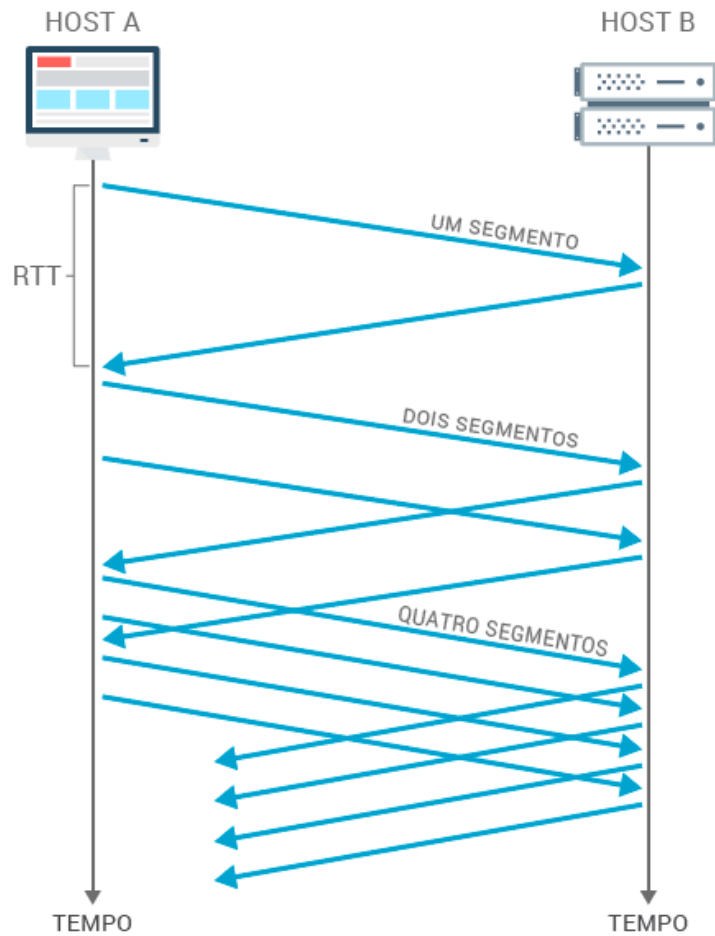 HOST A
HOST B
UM SEGMENTO
RTT
DOIS SEGMENTOS
QUATRO SEGMENTOS
TEMPO
TEMPO